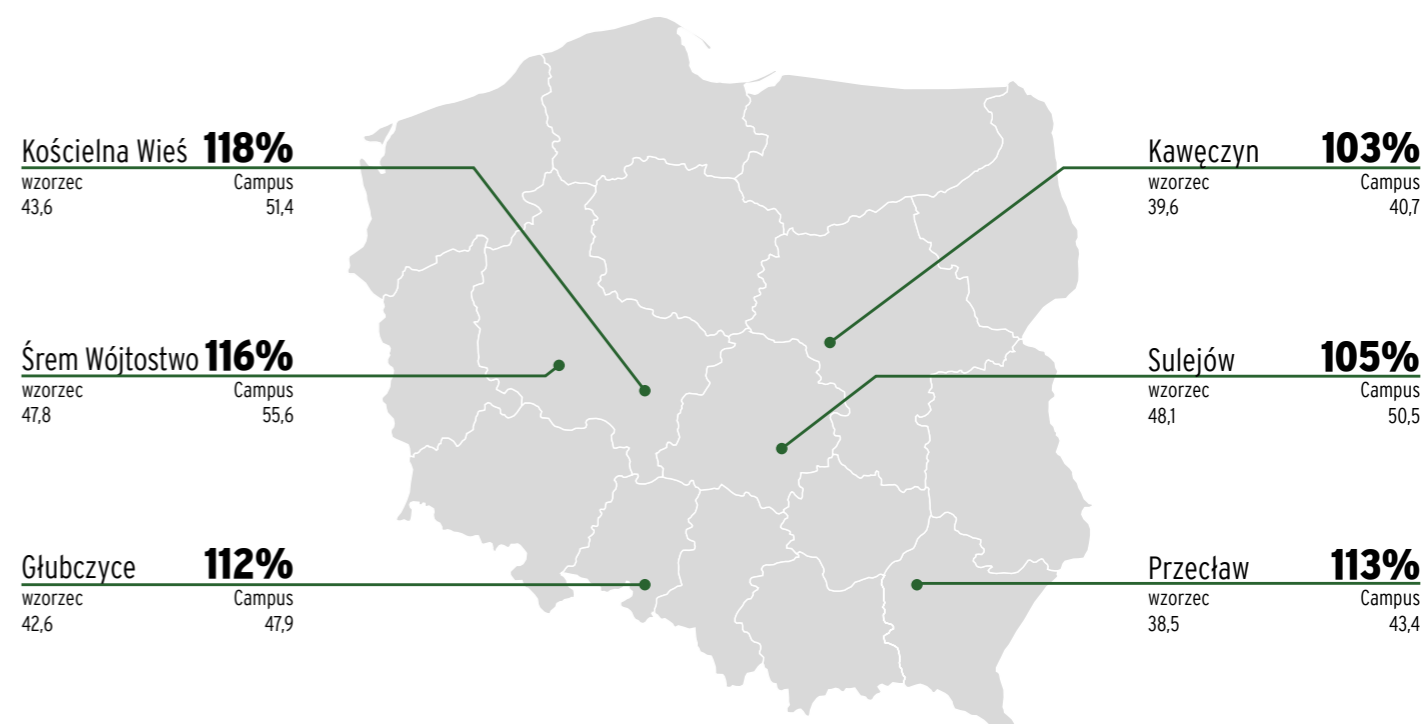 Kościelna Wieś 118%
wzorzec Campus
43,6 51,4
Śrem Wójtostwo 116%
wzorzec Campus
47,8 55,6
Głubczyce 112%
wzorzec Campus
42,6 47,9
Kawęczyn 103%
wzorzec Campus
39,6 40,7
Sulejów 105%
wzorzec Campus
48,1 50,5
Przecław 113%
wzorzec Campus
38,5 43,4